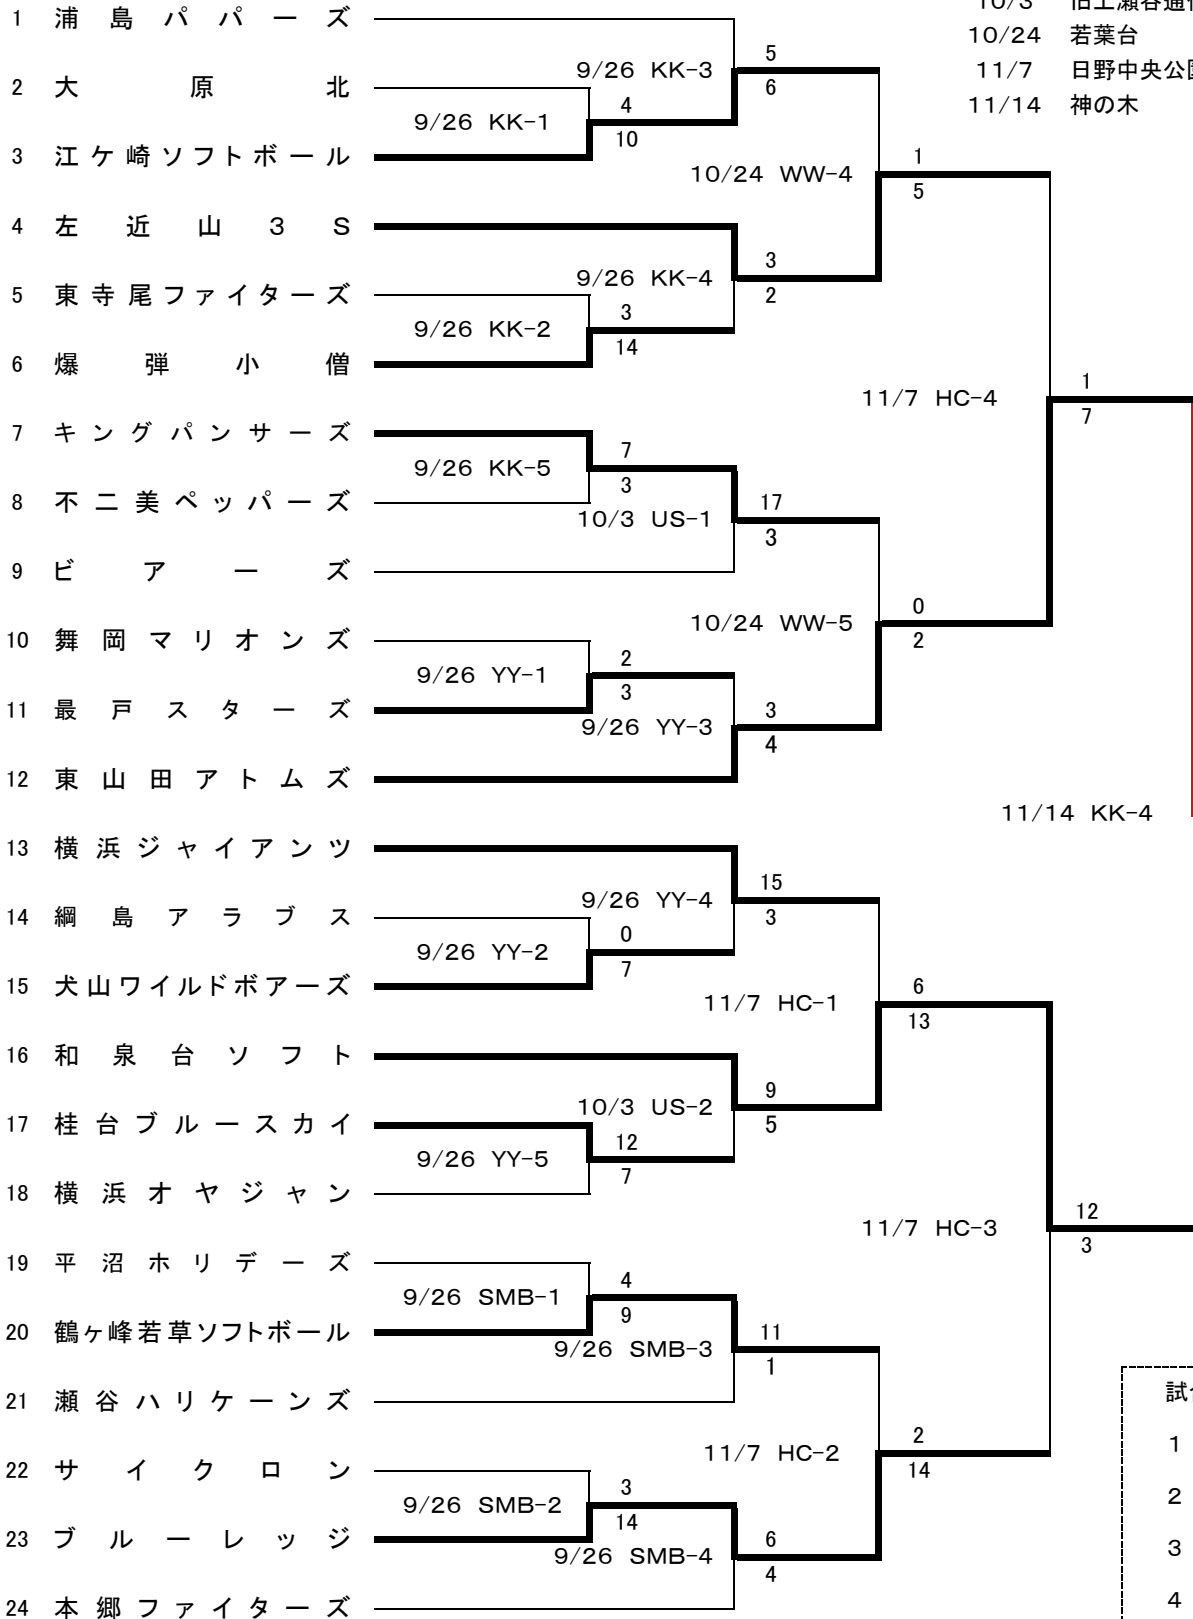 10/3 旧上瀬谷通信
1 浦島パパーズ
5
10/24 若葉台
9/26 KK-3
11/7 日野中央公園
2 大原北
6
4
11/14 神の木
9/26 KK-1
10
3 江ケ崎ソフトボール
1
10/24 WW-4
5
4 左近山3S
3
9/26 KK-4
5 東寺尾ファイターズ
2
3
9/26 KK-2
14
6 爆弾小僧
1
11/7 HC-4
7
7 キングパンサーズ
7
9/26 KK-5
3
8 不二美ペッパーズ
17
10/3 US-1
3
9 ビアーズ
0
10/24 WW-5
2
10 舞岡マリオンズ
2
9/26 YY-1
3
11 最戸スターズ
3
9/26 YY-3
4
12 東山田アトムズ
11/14 KK-4
13 横浜ジャイアンツ
15
9/26 YY-4
14 綱島アラブス
3
0
9/26 YY-2
7
15 犬山ワイルドボアーズ
6
11/7 HC-1
13
16 和泉台ソフト
9
10/3 US-2
17 桂台ブルースカイ
5
12
9/26 YY-5
7
18 横浜オヤジャン
12
11/7 HC-3
3
19 平沼ホリデーズ
4
9/26 SMB-1
9
20 鶴ヶ峰若草ソフトボール
11
9/26 SMB-3
1
21 瀬谷ハリケーンズ
試合
2
1
11/7 HC-2
14
22 サイクロン
3
2
9/26 SMB-2
14
23 ブルーレッジ
6
3
9/26 SMB-4
4
4
24 本郷ファイターズ